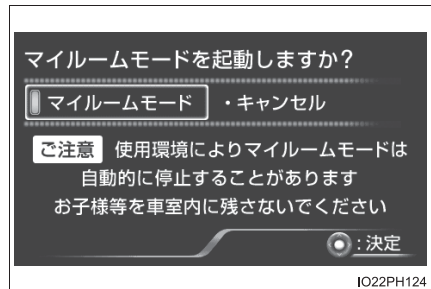 マイルームモードを起動しますか？
マイルームモード ・キャンセル
ご注意 使用環境によりマイルームモードは
自動的に停止することがあります
お子様等を車室内に残さないでください
：決定
IO22PH124